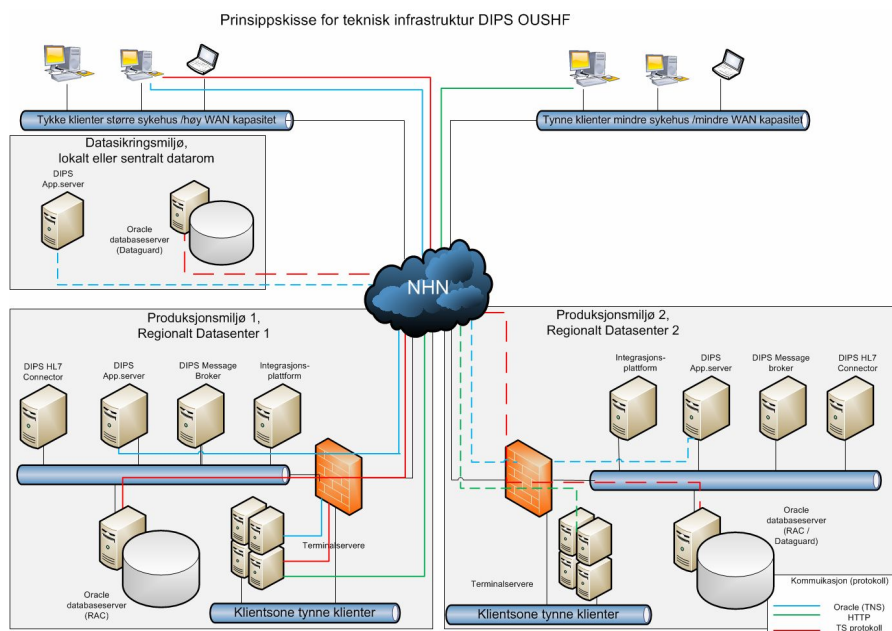 Prinsippkisse for teknisk infrastruktur DIPS OUSHF
Tykke klienter større sykehus /høy WAN kapasitet
Tynne klienter mindre sykehus /mindre WAN kapasitet
Datasikringsmiljø,
lokalt eller sentralt datarom
DIPS
App.server
Oracle
databaseserver
(Dataguard)
NHN
Produksjonsmiljø 1,
Regionalt Datasenter 1
DIPS HL7
Connector
DIPS
App.server
DIPS Message
Broker
Integrasjons-
plattform
Terminalservere
Oracle
databaseserver
(RAC)
Klientsone tynne klienter
Produksjonsmiljø 2,
Regionalt Datasenter 2
Integrasjons-
plattform
DIPS
App.server
DIPS Message
broker
DIPS HL7
Connector
Oracle
databaseserver
(RAC /
Dataguard)
Terminalservere
Klientsone tynne klienter
Kommuikasjon (protokoll)
Oracle (TNS)
HTTP
TS protokoll